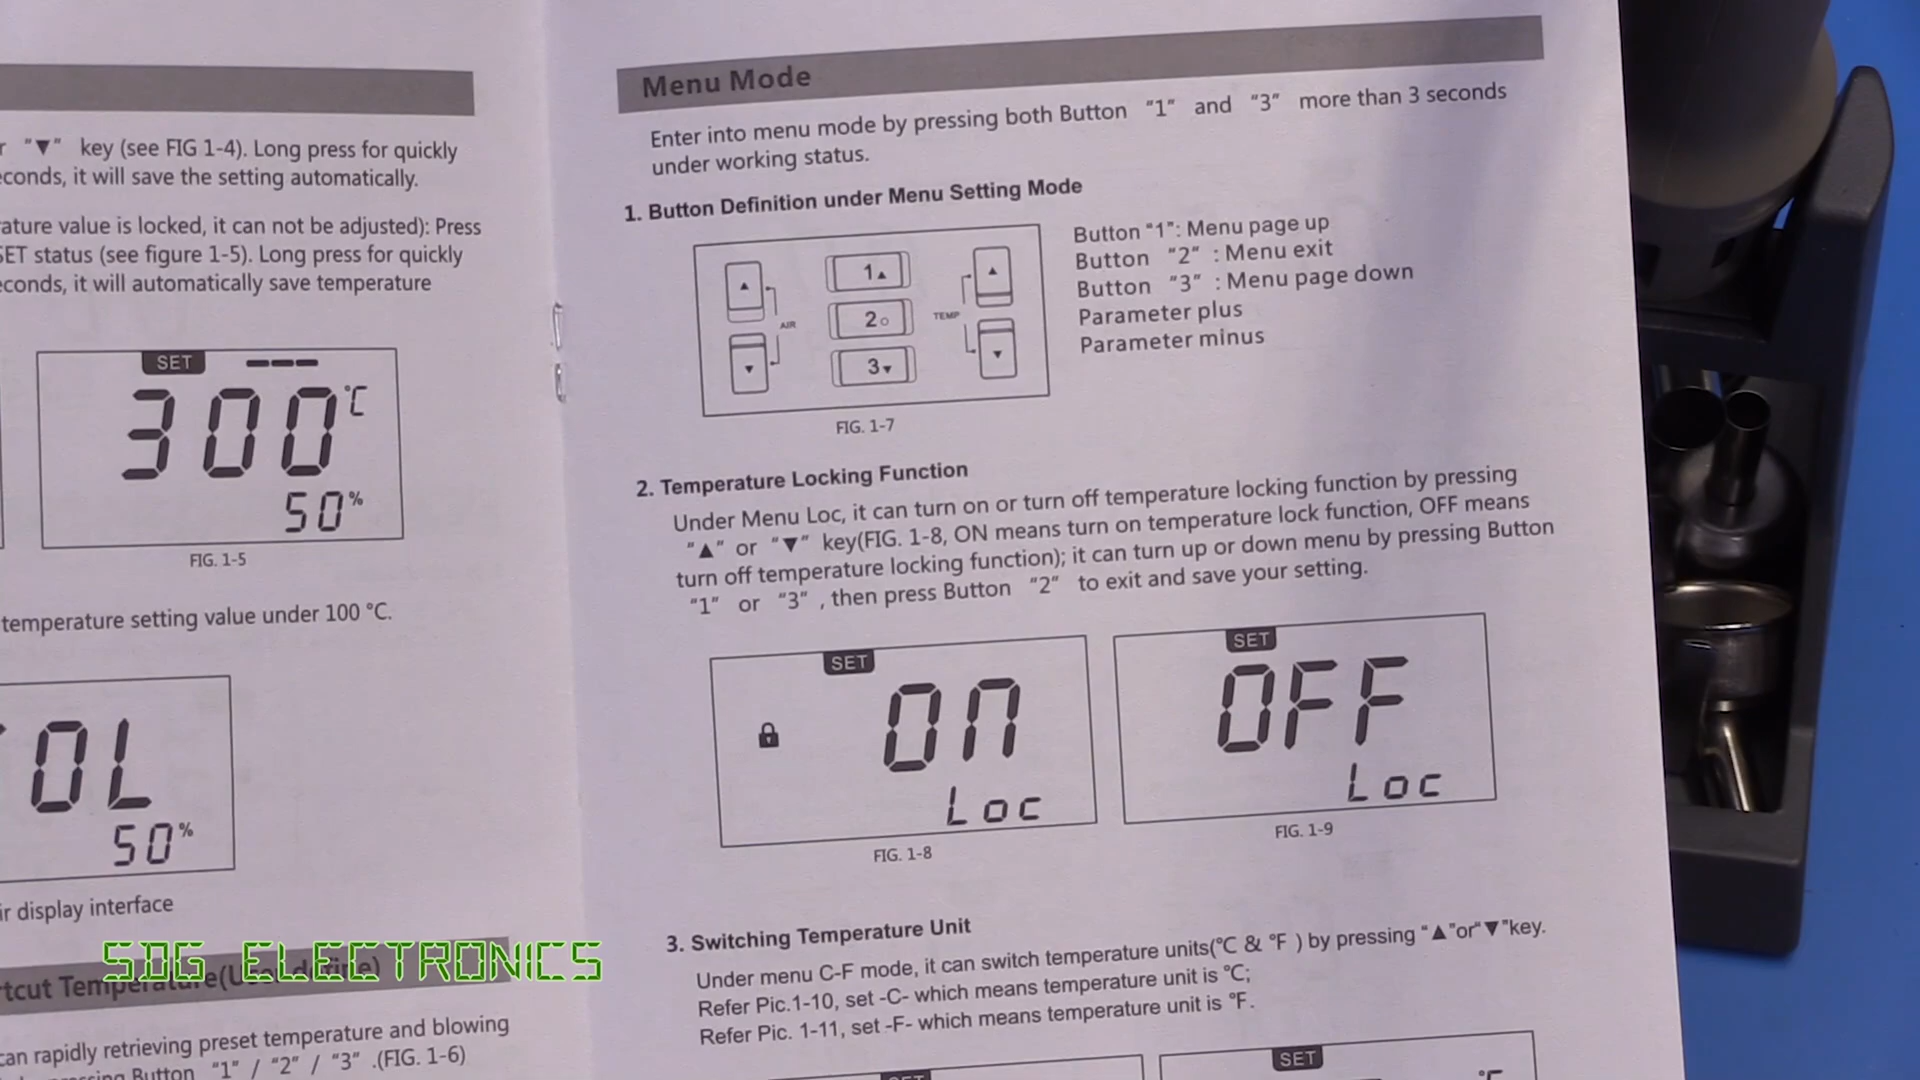 "▼" key (see FIG 1-4). Long press for quickly
econds, it will save the setting automatically.
ature value is locked, it can not be adjusted): Press
SET status (see figure 1-5). Long press for quickly
econds, it will automatically save temperature
SET
300℃
50%
FIG. 1-5
temperature setting value under 100 °C.
OL
50%
ir display interface
SDG ELECTRONICS
rtcut Temperature(User define)
can rapidly retrieving preset temperature and blowing
pressing Button "1" / "2" / "3" .(FIG. 1-6)
Menu Mode
Enter into menu mode by pressing both Button "1" and "3" more than 3 seconds
under working status.
1. Button Definition under Menu Setting Mode
▲ 1▲ ▲
AIR 2○ TEMP
▼ 3▼ ▼
FIG. 1-7
Button "1": Menu page up
Button "2" : Menu exit
Button "3" : Menu page down
Parameter plus
Parameter minus
2. Temperature Locking Function
Under Menu Loc, it can turn on or turn off temperature locking function by pressing
"▲" or "▼" key(FIG. 1-8, ON means turn on temperature lock function, OFF means
turn off temperature locking function); it can turn up or down menu by pressing Button
"1" or "3" , then press Button "2" to exit and save your setting.
SET
ON
Loc
FIG. 1-8
SET
OFF
Loc
FIG. 1-9
3. Switching Temperature Unit
Under menu C-F mode, it can switch temperature units(℃ & ℉ ) by pressing "▲"or"▼"key.
Refer Pic.1-10, set -C- which means temperature unit is ℃;
Refer Pic. 1-11, set -F- which means temperature unit is ℉.
SET
SET